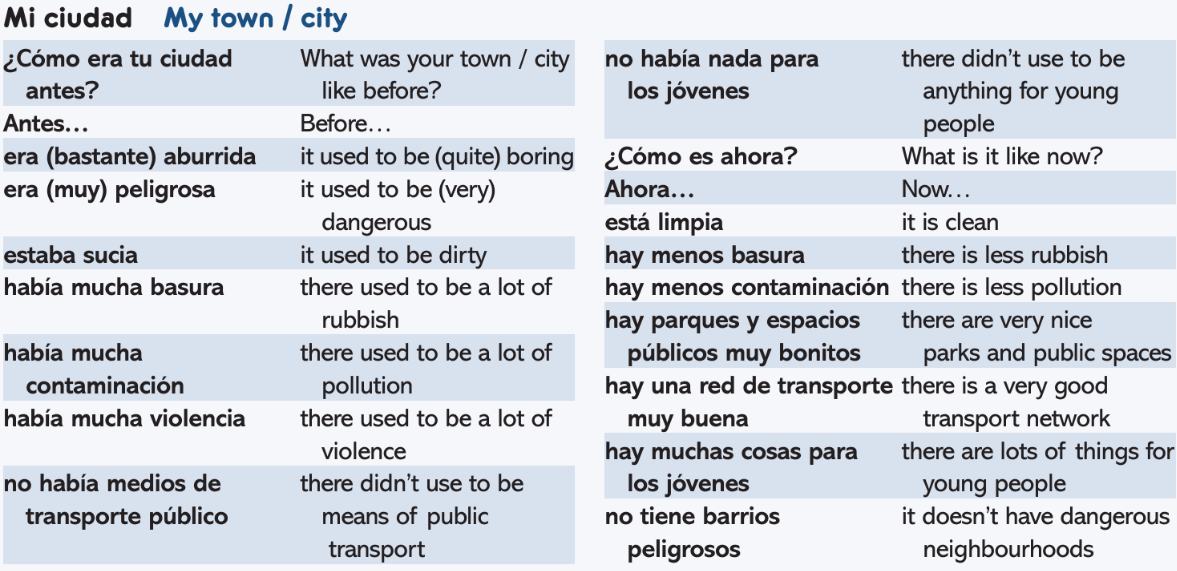 Mi ciudad My town / city
¿Cómo era tu ciudad What was your town / city
antes? like before?
Antes… Before…
era (bastante) aburrida it used to be (quite) boring
era (muy) peligrosa it used to be (very)
dangerous
estaba sucia it used to be dirty
había mucha basura there used to be a lot of
rubbish
había mucha there used to be a lot of
contaminación pollution
había mucha violencia there used to be a lot of
violence
no había medios de there didn't use to be
transporte público means of public
transport
no había nada para there didn't use to be
los jóvenes anything for young
people
¿Cómo es ahora? What is it like now?
Ahora… Now…
está limpia it is clean
hay menos basura there is less rubbish
hay menos contaminación there is less pollution
hay parques y espacios there are very nice
públicos muy bonitos parks and public spaces
hay una red de transporte there is a very good
muy buena transport network
hay muchas cosas para there are lots of things for
los jóvenes young people
no tiene barrios it doesn't have dangerous
peligrosos neighbourhoods